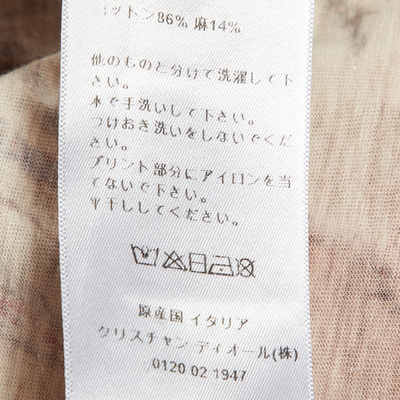 コットン86% 麻14%
他のものと分けて洗濯して下
さい。
水で手洗いして下さい。
つけおき洗いをしないでくだ
さい。
プリント部分にアイロンを当
てないで下さい。
平干ししてください。
原産国 イタリア
クリスチャン ディオール(株)
0120 02 1947